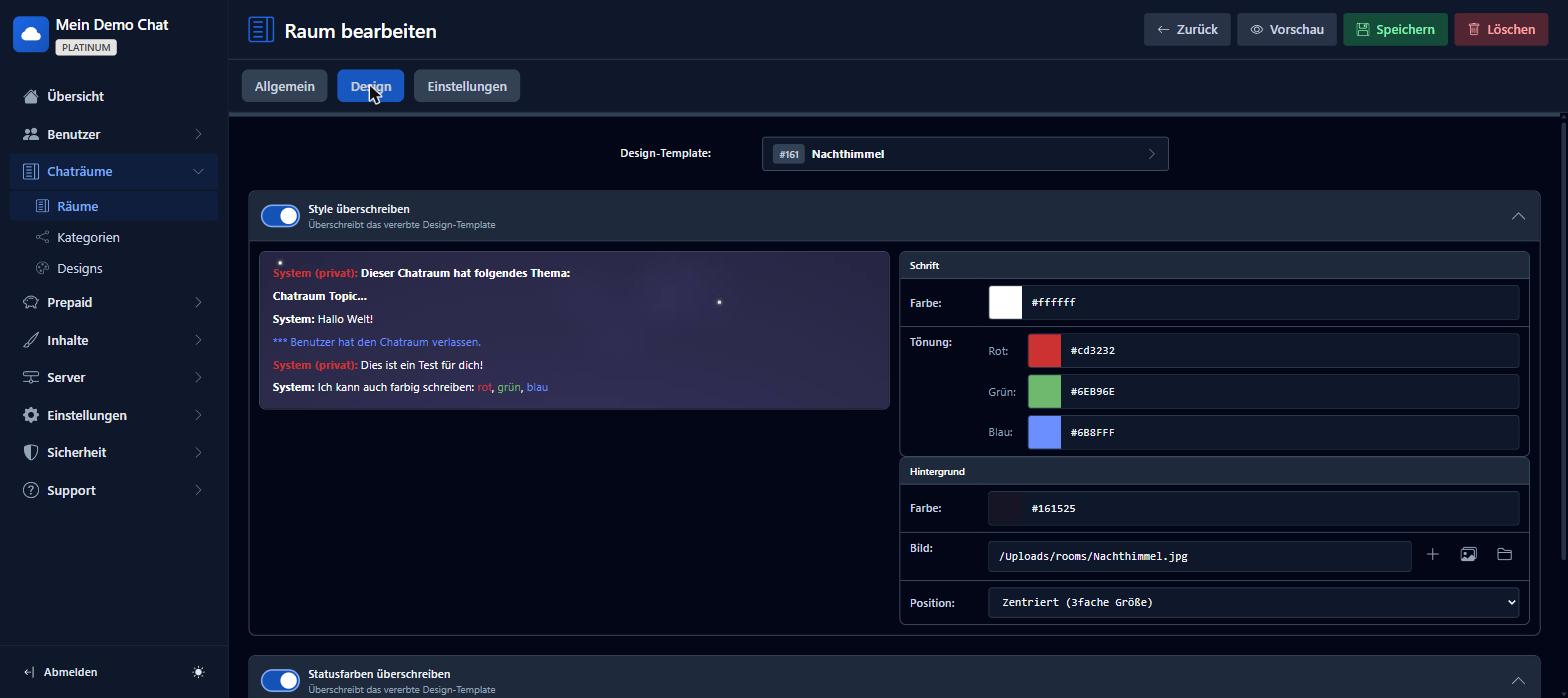 Mein Demo Chat
PLATINUM
Übersicht
Benutzer
Chaträume
Räume
Kategorien
Designs
Prepaid
Inhalte
Server
Einstellungen
Sicherheit
Support
Abmelden
Raum bearbeiten
Zurück
Vorschau
Speichern
Löschen
Allgemein
Design
Einstellungen
Design-Template:
#161 Nachthimmel
Style überschreiben
Überschreibt das vererbte Design-Template
System (privat): Dieser Chatraum hat folgendes Thema:
Chatraum Topic...
System: Hallo Welt!
*** Benutzer hat den Chatraum verlassen.
System (privat): Dies ist ein Test für dich!
System: Ich kann auch farbig schreiben: rot, grün, blau
Schrift
Farbe: #ffffff
Tönung:
Rot: #cd3232
Grün: #6EB96E
Blau: #6B8FFF
Hintergrund
Farbe: #161525
Bild: /Uploads/rooms/Nachthimmel.jpg
Position: Zentriert (3fache Größe)
Statusfarben überschreiben
Überschreibt das vererbte Design-Template